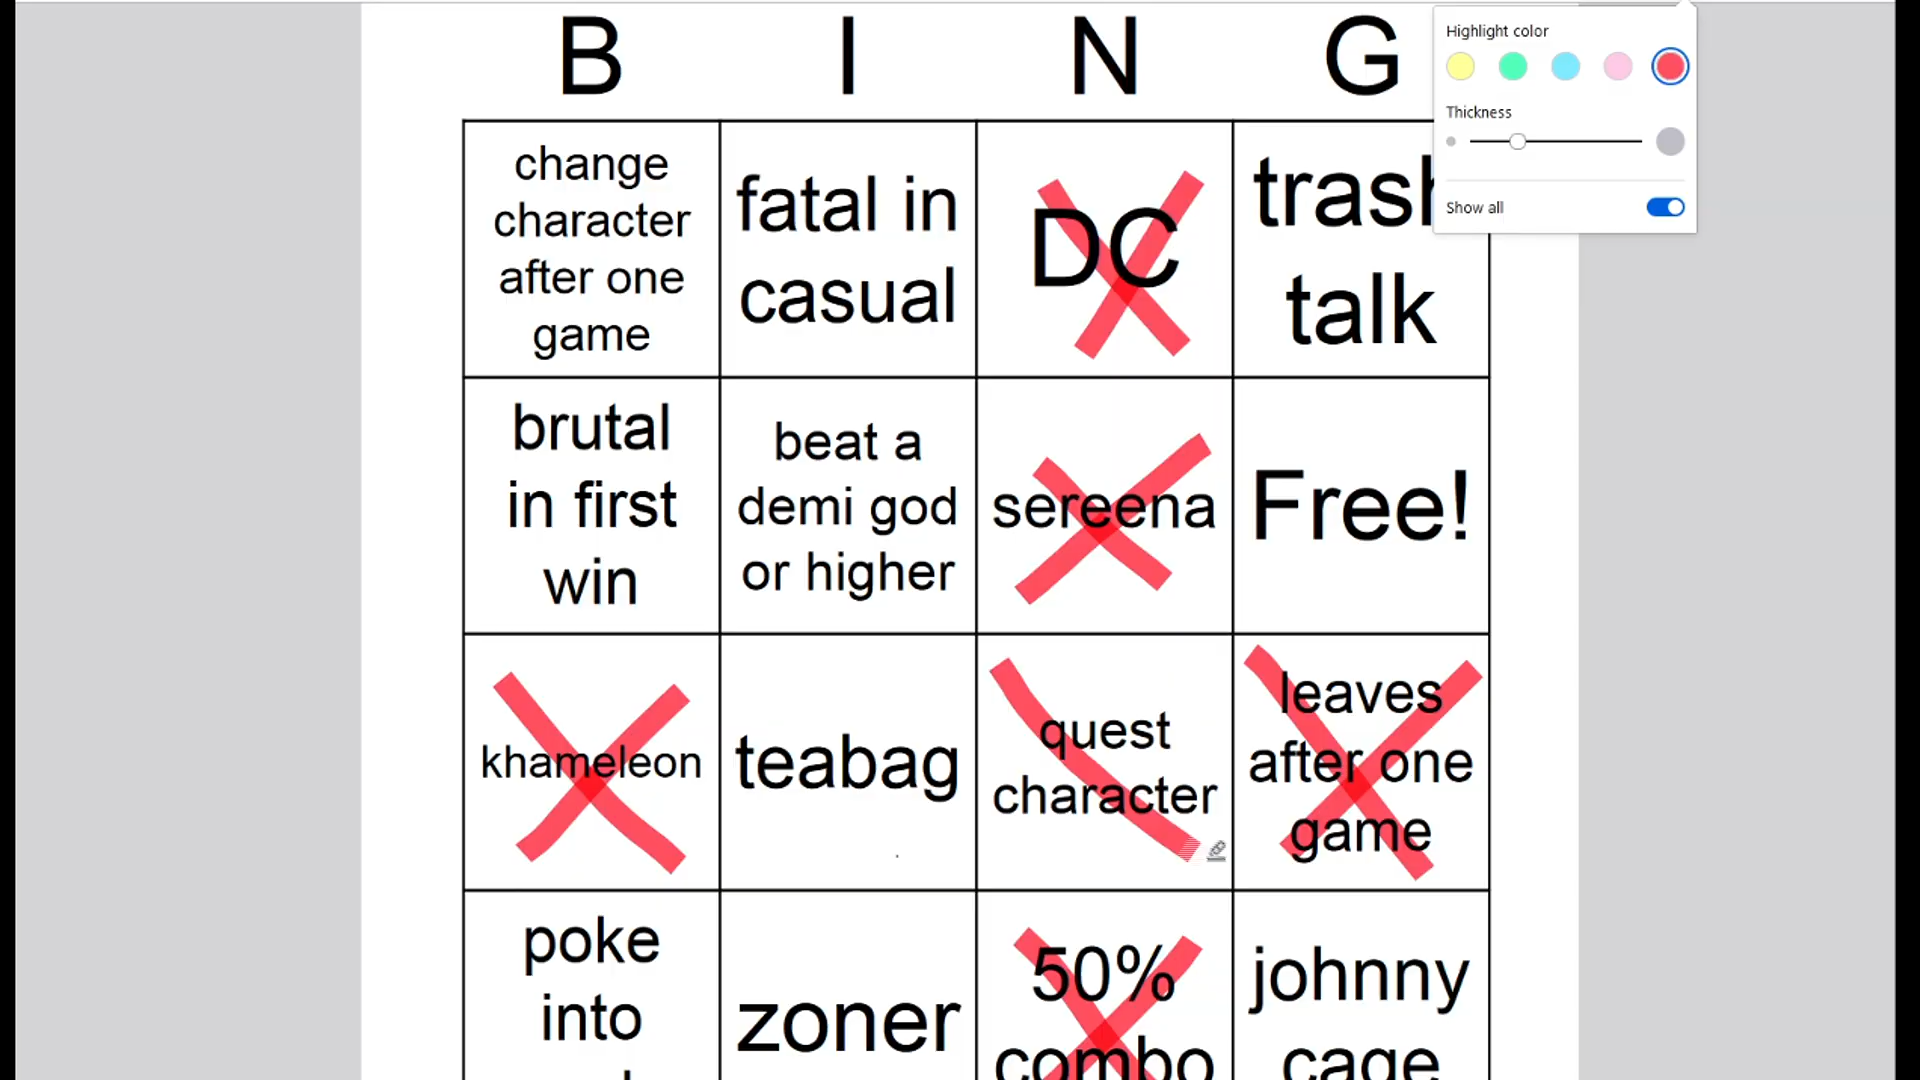 B I N G
Highlight color
Thickness
Show all
change
character
after one
game
fatal in
casual
DC
trash
talk
brutal
in first
win
beat a
demi god
or higher
sereena
Free!
khameleon
teabag
quest
character
leaves
after one
game
poke
into
zoner
50%
combo
johnny
cage